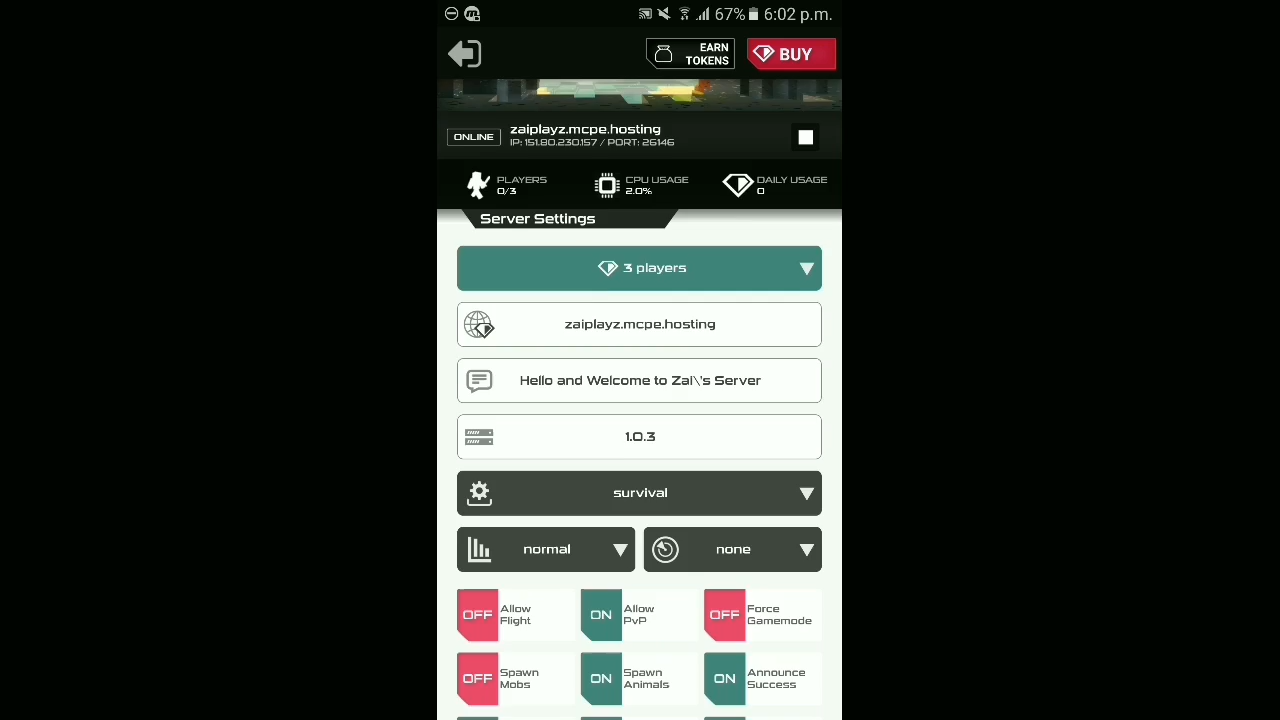 67% 6:02 p.m.
EARN
TOKENS
BUY
ONLINE
zaiplayz.mcpe.hosting
IP: 151.80.230.157 / PORT: 26146
PLAYERS
0/3
CPU USAGE
2.0%
DAILY USAGE
0
Server Settings
3 players
zaiplayz.mcpe.hosting
Hello and Welcome to Zai\'s Server
1.0.3
survival
normal
none
OFF Allow
Flight
ON Allow
PvP
OFF Force
Gamemode
OFF Spawn
Mobs
ON Spawn
Animals
ON Announce
Success